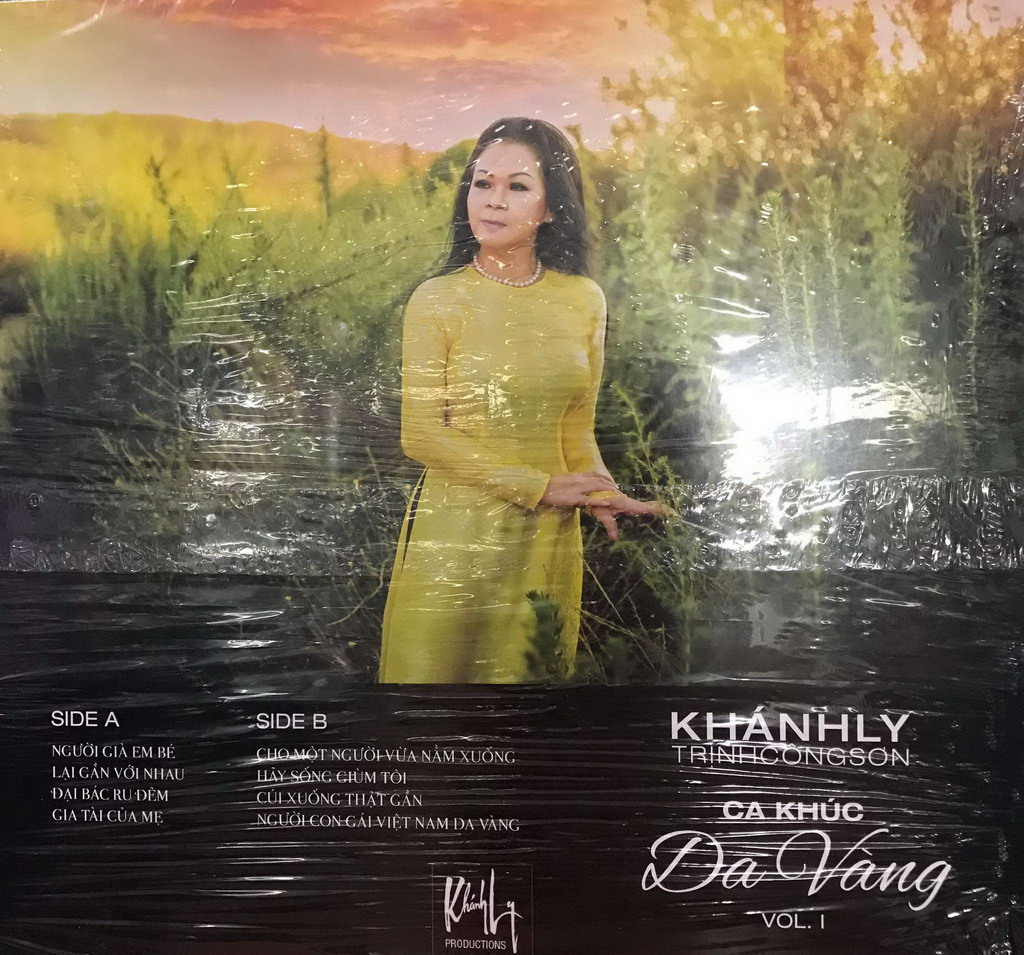 SIDE A
NGƯỜI GIÀ EM BÉ
LẠI GẦN VỚI NHAU
ĐẠI BÁC RU ĐÊM
GIA TÀI CỦA MẸ
SIDE B
CHO MỘT NGƯỜI VỪA NẰM XUỐNG
HÃY SỐNG GIÙM TÔI
CÚI XUỐNG THẬT GẦN
NGƯỜI CON GÁI VIỆT NAM DA VÀNG
KHÁNHLY
TRỊNHCÔNGSƠN
CA KHÚC
Da Vàng
VOL. I
Khánh Ly
PRODUCTIONS